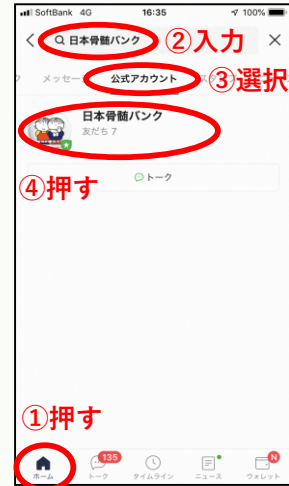 SoftBank 4G 16:35 100%
日本骨髄バンク ②入力
メッセー 公式アカウント ③選択
日本骨髄バンク
友だち 7
④押す
トーク
①押す
135 N
ホーム トーク タイムライン ニュース ウォレット